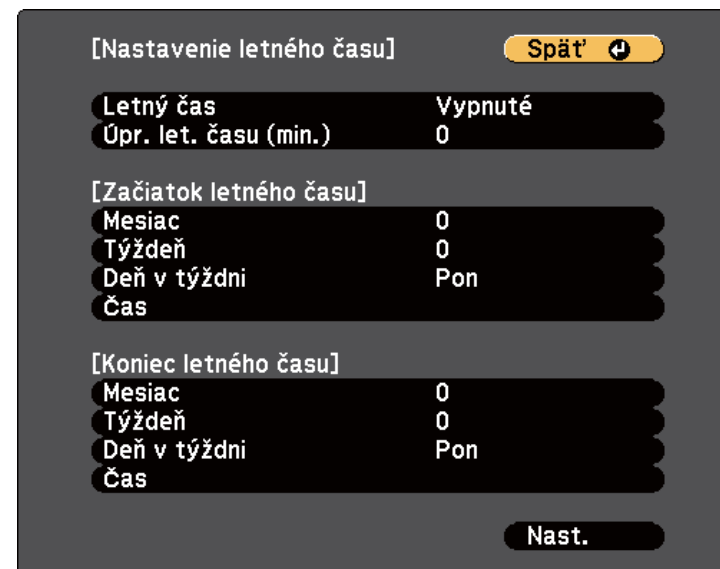 [Nastavenie letného času] Späť
Letný čas Vypnuté
Úpr. let. času (min.) 0
[Začiatok letného času]
Mesiac 0
Týždeň 0
Deň v týždni Pon
Čas
[Koniec letného času]
Mesiac 0
Týždeň 0
Deň v týždni Pon
Čas
Nast.